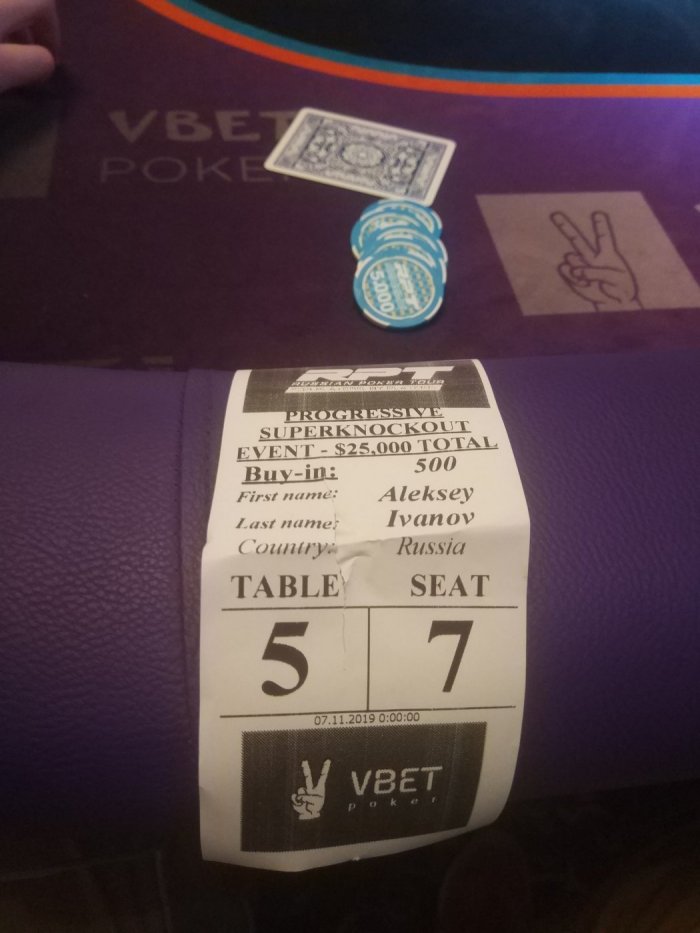 VBET
POKE
5.000
RPT
RUSSIAN POKER TOUR
PROGRESSIVE
SUPERKNOCKOUT
EVENT - $25,000 TOTAL
Buy-in: 500
First name: Aleksey
Last name: Ivanov
Country: Russia
TABLE SEAT
5 7
07.11.2019 0:00:00
VBET
poker